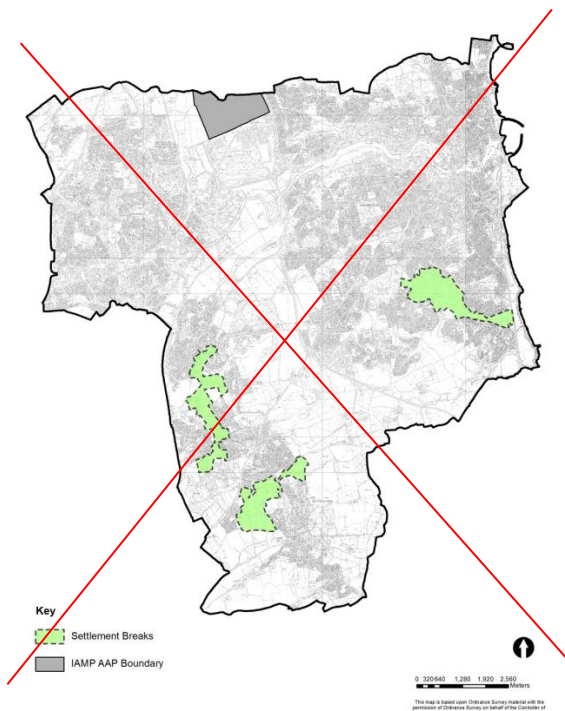 Key
Settlement Breaks
IAMP AAP Boundary
0 320 640 1,280 1,920 2,560
Meters
This map is based upon Ordnance Survey material with the
permission of Ordnance Survey on behalf of the Controller of